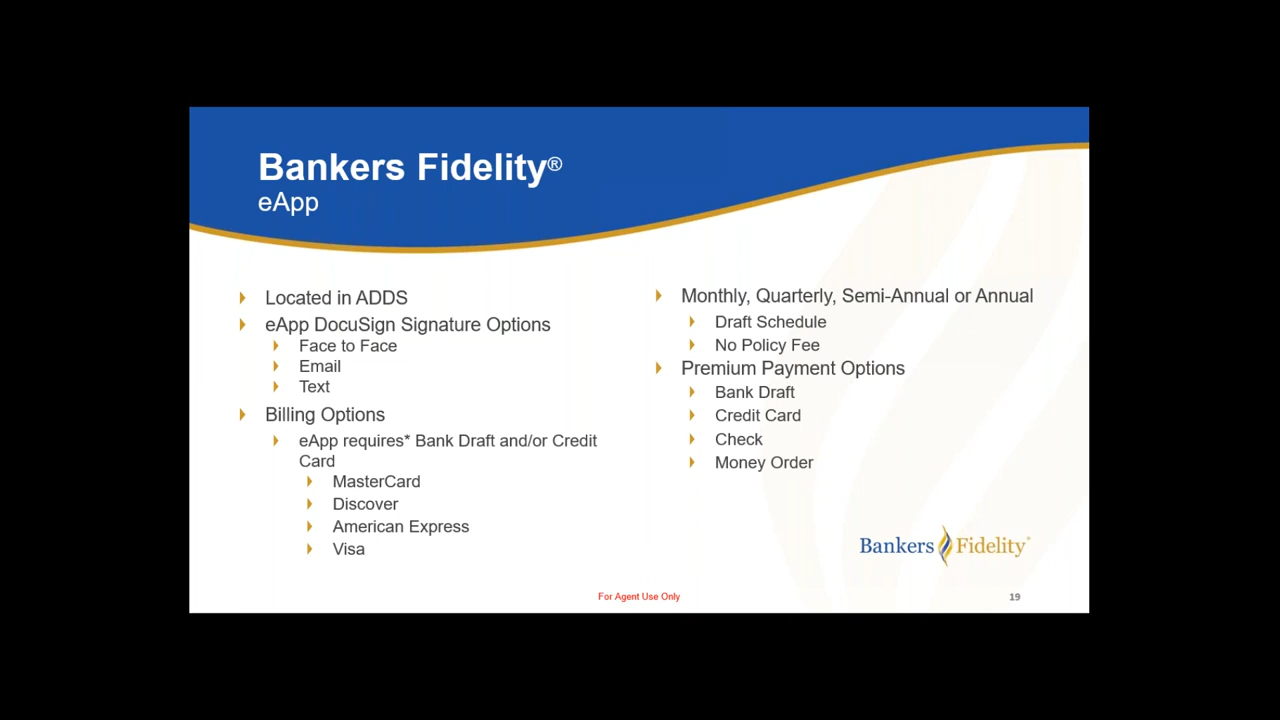 Bankers Fidelity®
eApp
Located in ADDS
eApp DocuSign Signature Options
Face to Face
Email
Text
Billing Options
eApp requires* Bank Draft and/or Credit
Card
MasterCard
Discover
American Express
Visa
Monthly, Quarterly, Semi-Annual or Annual
Draft Schedule
No Policy Fee
Premium Payment Options
Bank Draft
Credit Card
Check
Money Order
Bankers Fidelity®
For Agent Use Only
19